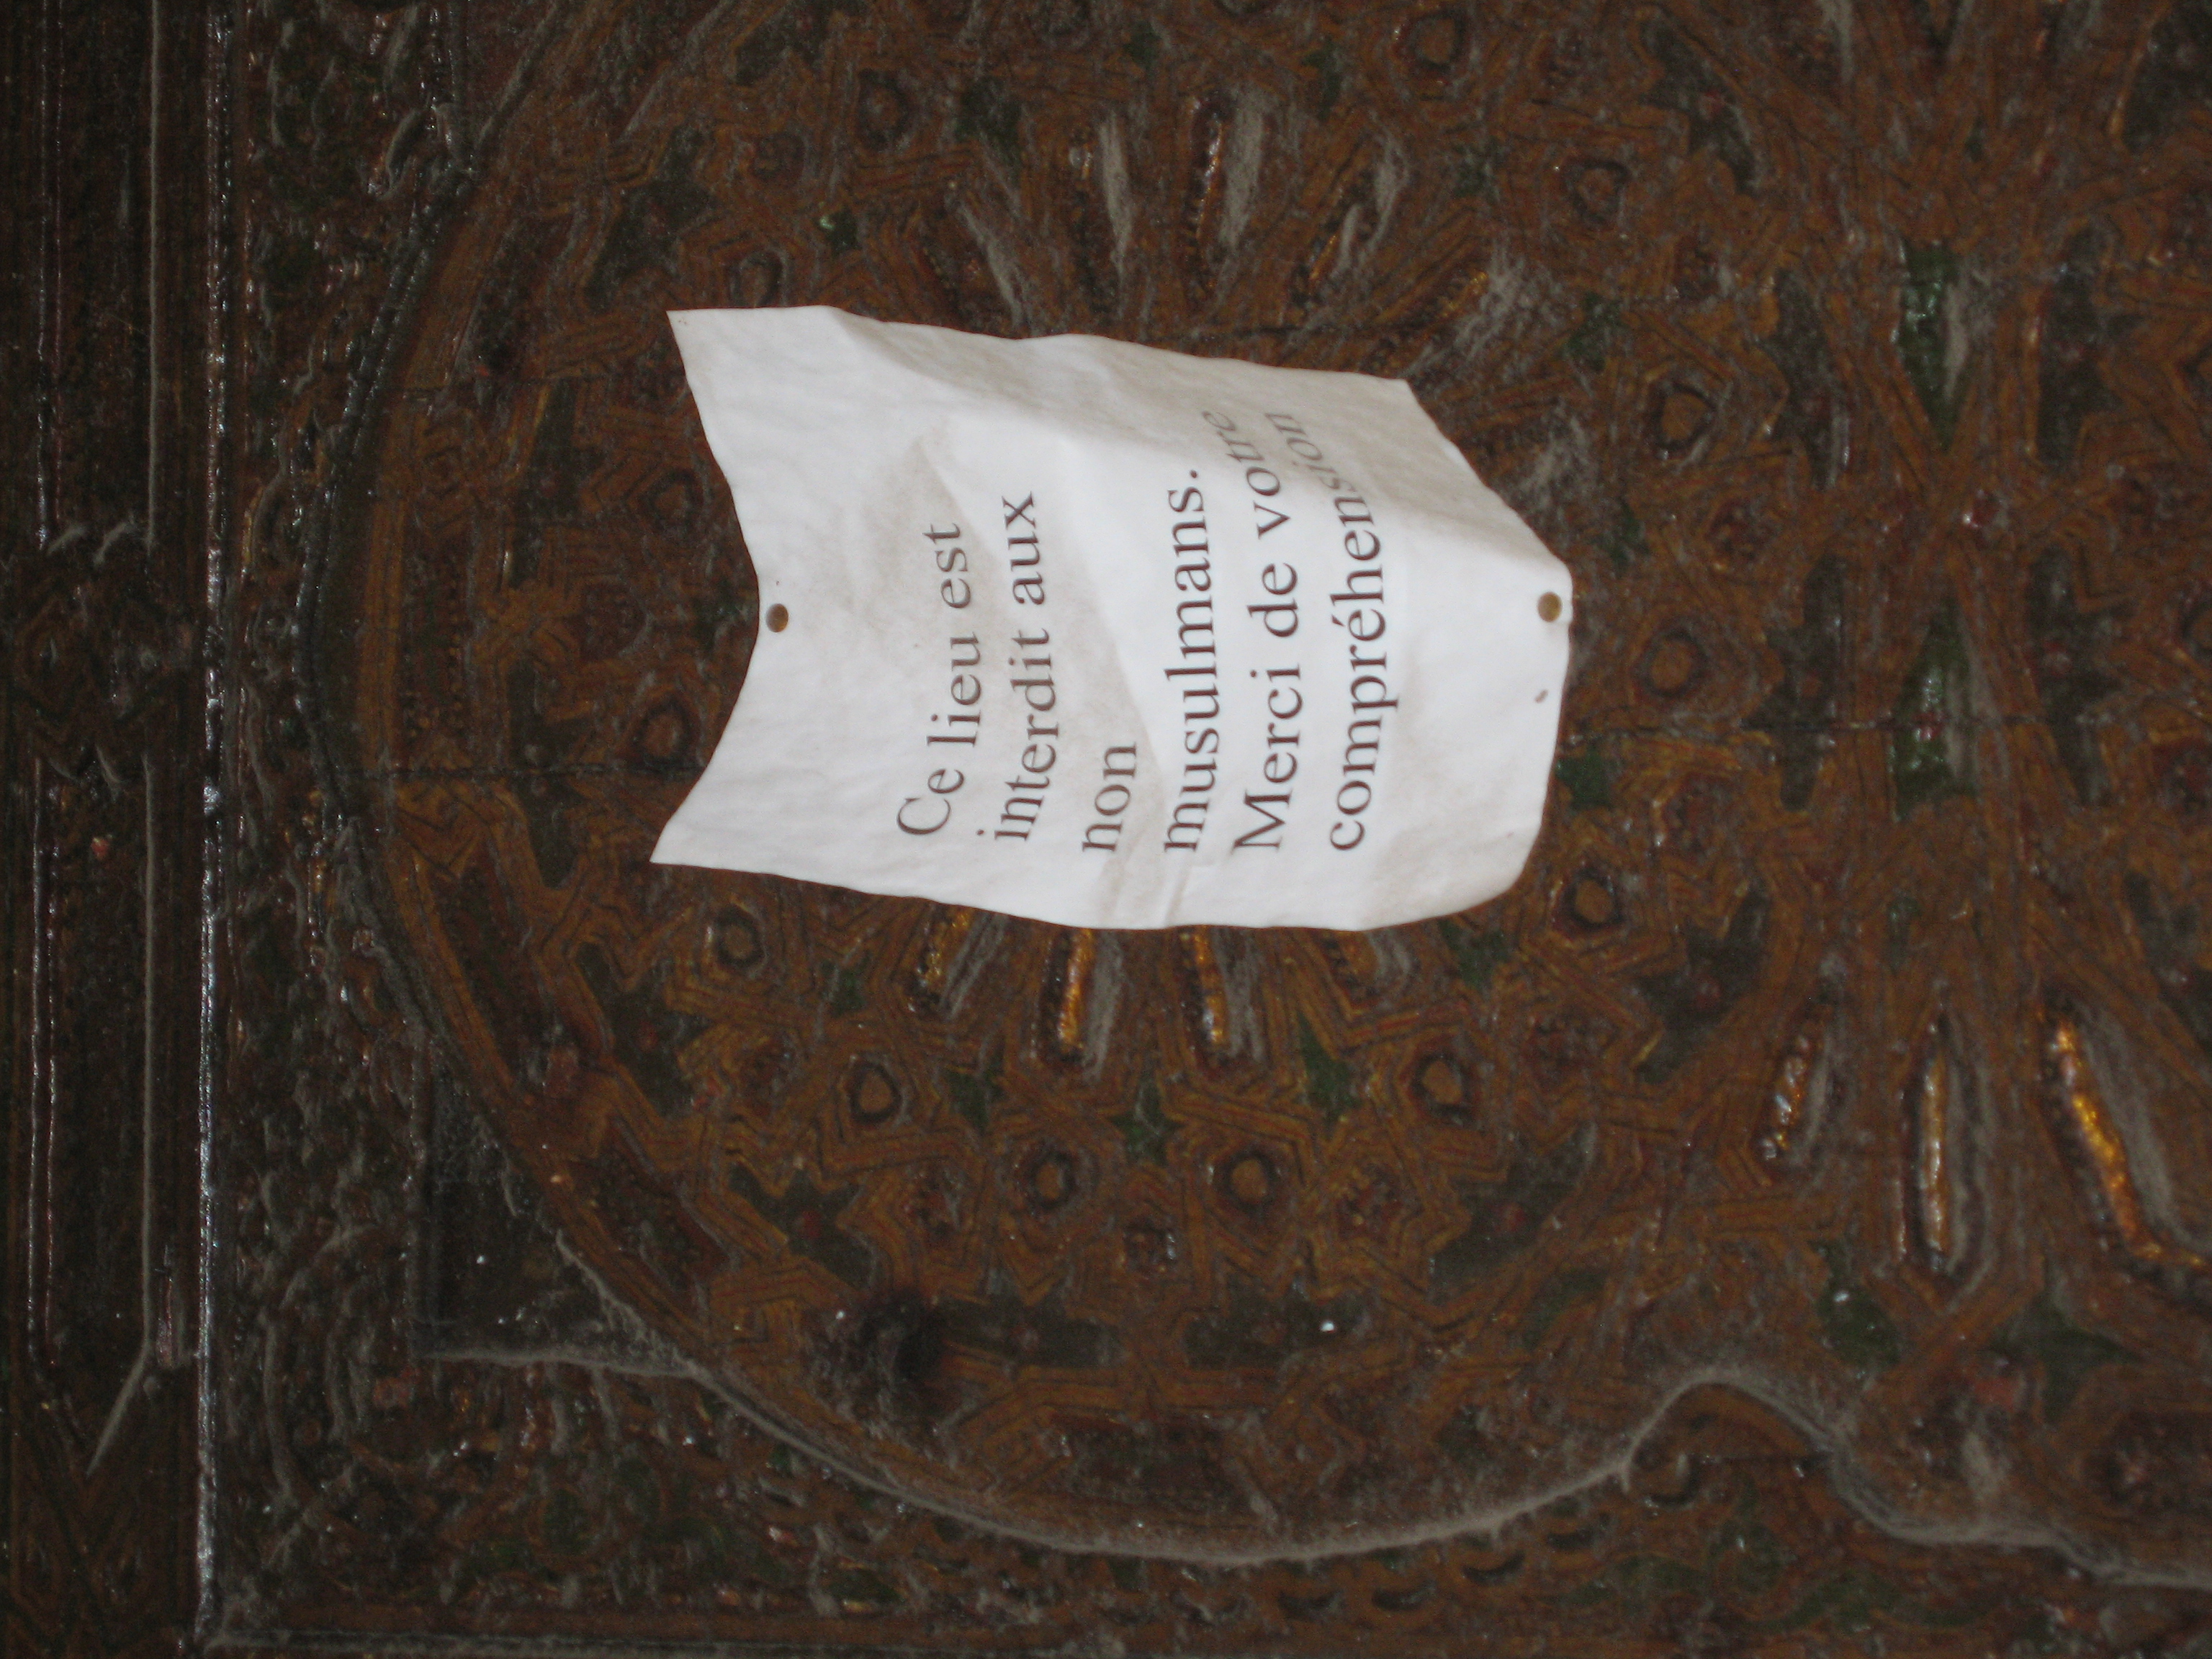 Ce lieu est
interdit aux
non
musulmans.
Merci de votre
compréhension